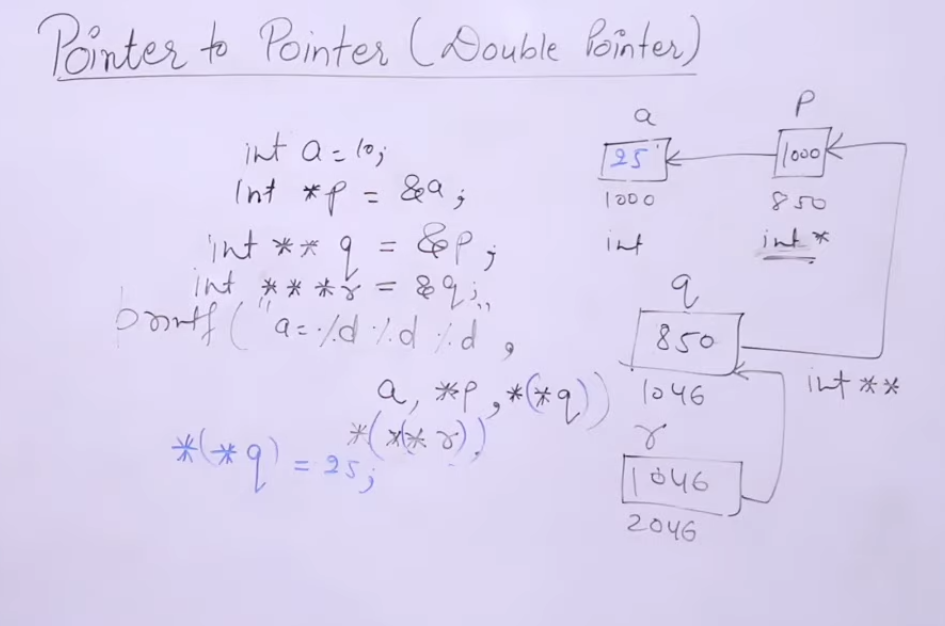 Pointer to Pointer (Double Pointer)
int a = 10;
Int *p = &a;
int ** q = &p;
int ***r = &q;
printf ( "a= %d %d %d" ,
a, *p, *(*q))
*(*(*r)),
*(*q) = 25;
a
25
1000
int
P
1000
850
int *
q
850
1046
int **
r
1046
2046